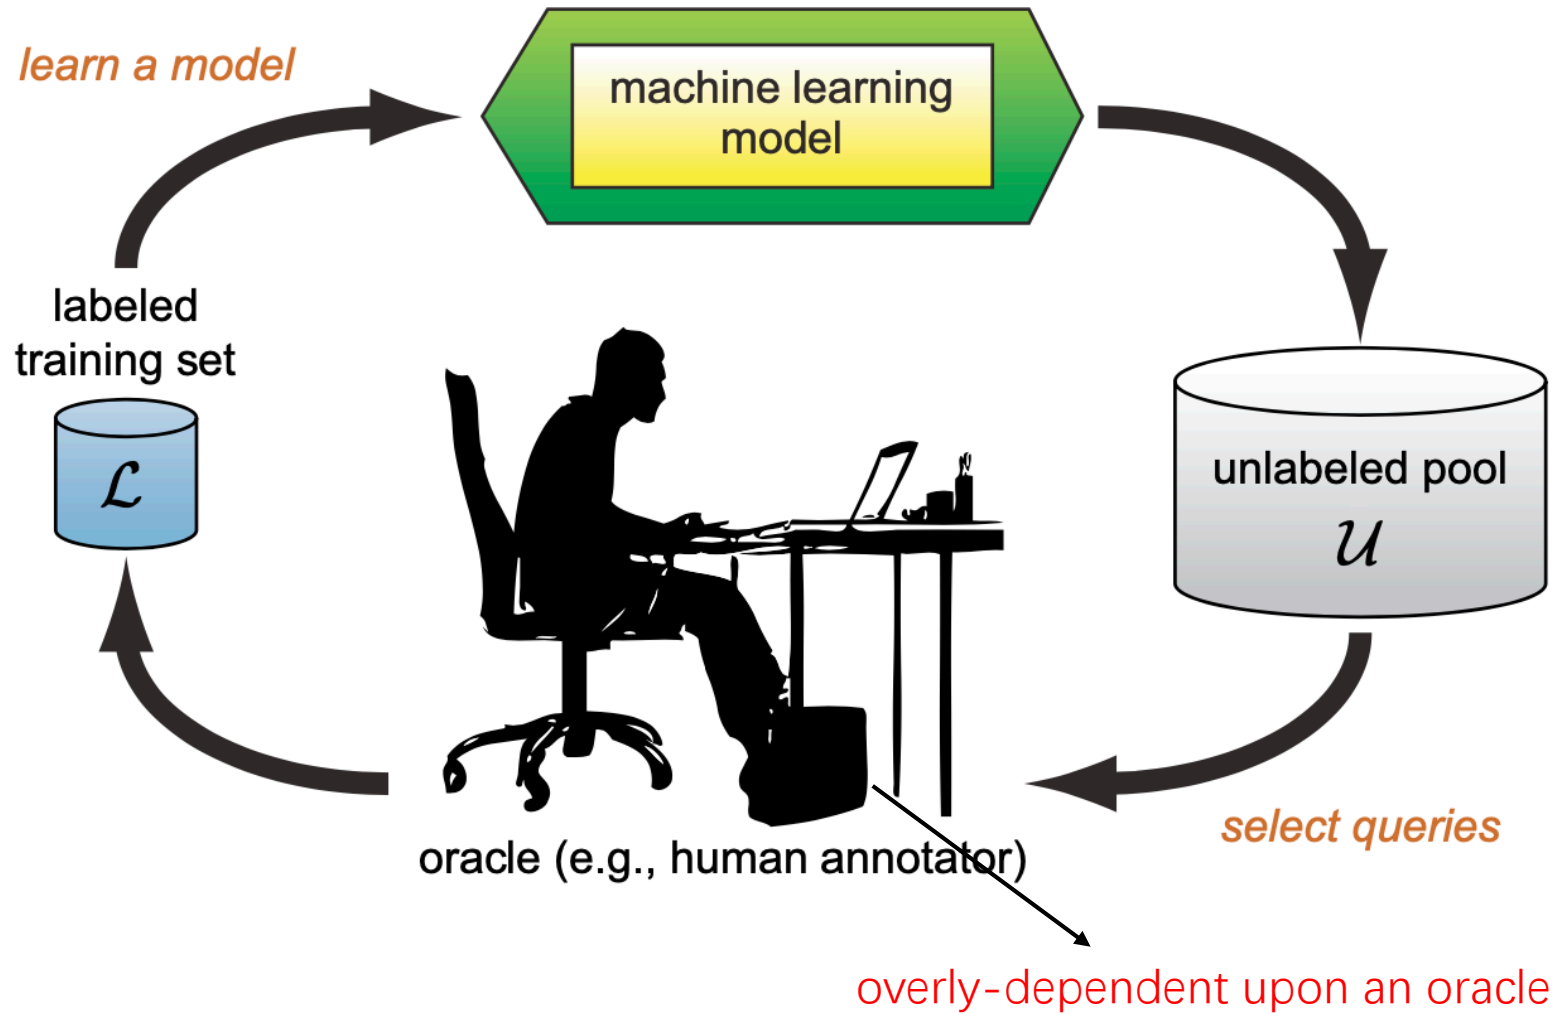 learn a model
machine learning
model
labeled
training set
ℒ
unlabeled pool
𝒰
select queries
oracle (e.g., human annotator)
overly-dependent upon an oracle